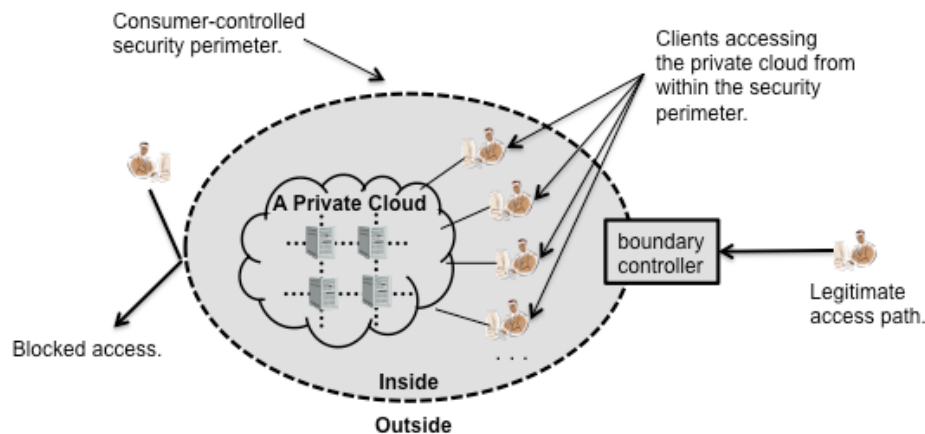 Consumer-controlled
security perimeter.
Clients accessing
the private cloud from
within the security
perimeter.
A Private Cloud
boundary
controller
Legitimate
access path.
Blocked access.
. . .
Inside
Outside